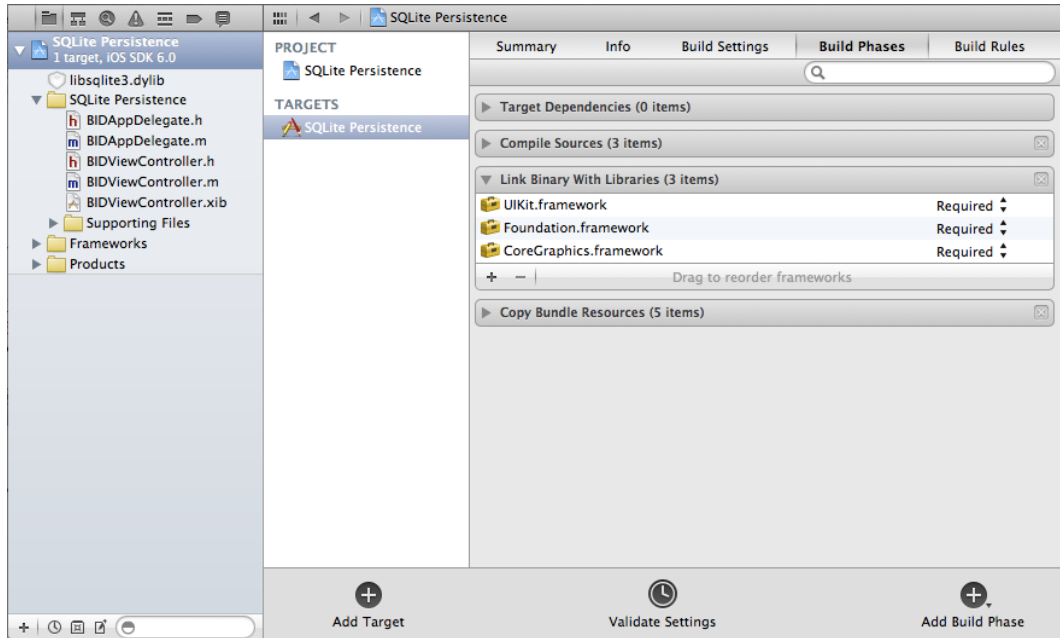 SQLite Persistence
SQLite Persistence
1 target, iOS SDK 6.0
libsqlite3.dylib
SQLite Persistence
BIDAppDelegate.h
BIDAppDelegate.m
BIDViewController.h
BIDViewController.m
BIDViewController.xib
Supporting Files
Frameworks
Products
PROJECT
SQLite Persistence
TARGETS
SQLite Persistence
Summary Info Build Settings Build Phases Build Rules
Target Dependencies (0 items)
Compile Sources (3 items)
Link Binary With Libraries (3 items)
UIKit.framework Required
Foundation.framework Required
CoreGraphics.framework Required
Drag to reorder frameworks
Copy Bundle Resources (5 items)
Add Target Validate Settings Add Build Phase